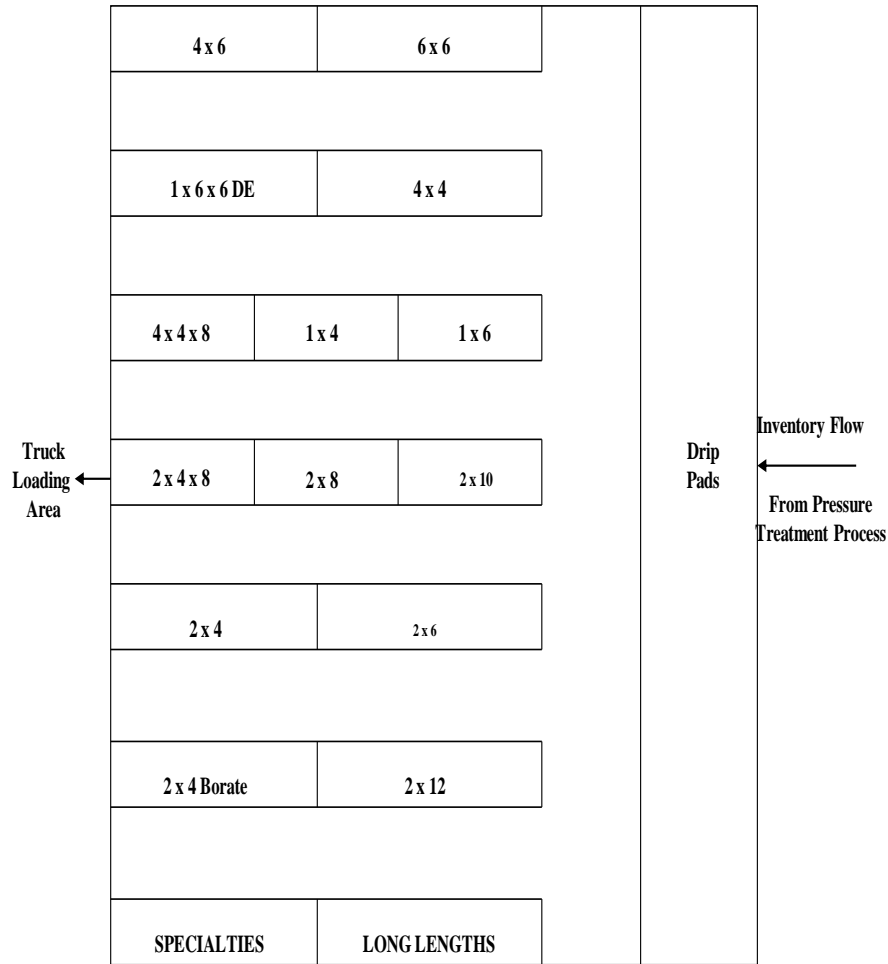 4 x 6
6 x 6
1 x 6 x 6 DE
4 x 4
4 x 4 x 8
1 x 4
1 x 6
Truck
Loading
Area
2 x 4 x 8
2 x 8
2 x 10
Drip
Pads
Inventory Flow
From Pressure
Treatment Process
2 x 4
2 x 6
2 x 4 Borate
2 x 12
SPECIALTIES
LONG LENGTHS